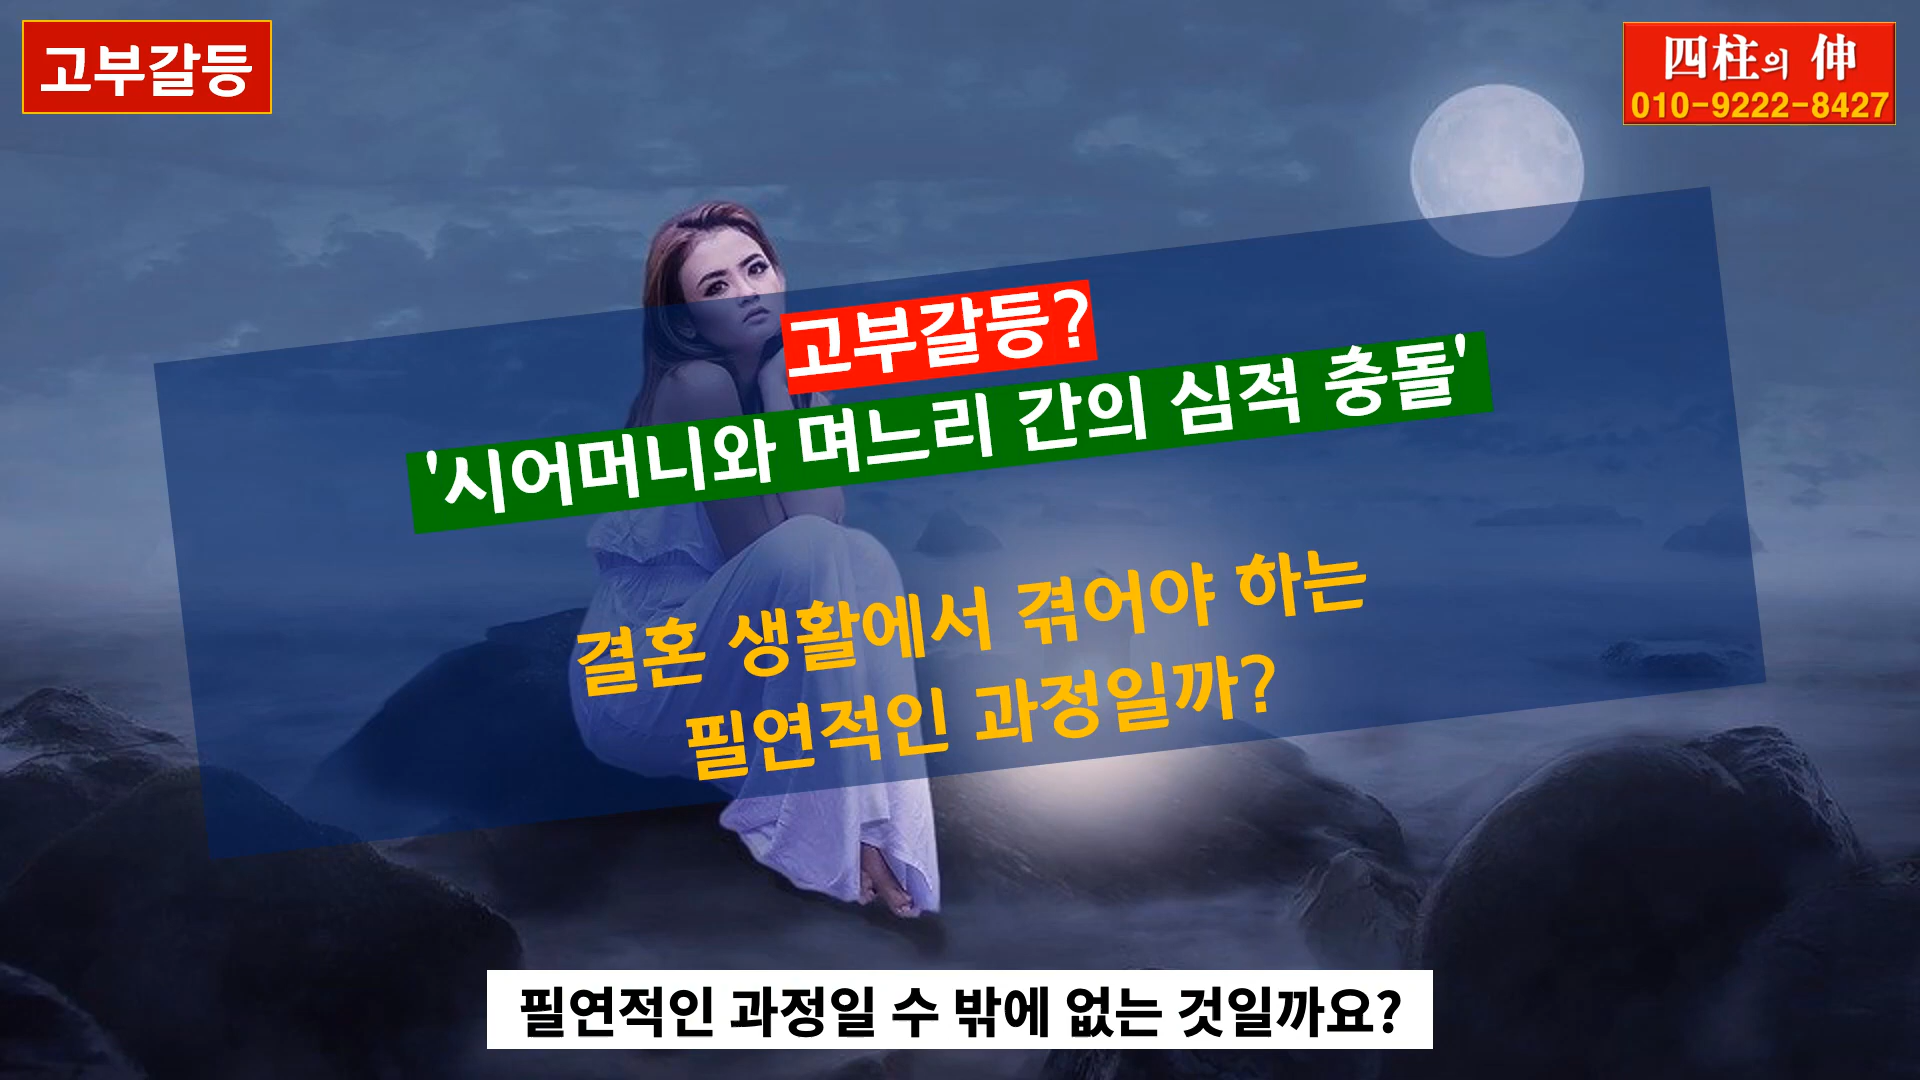 고부갈등
四柱의 伸
010-9222-8427
고부갈등?
'시어머니와 며느리 간의 심적 충돌'
결혼 생활에서 겪어야 하는
필연적인 과정일까?
필연적인 과정일 수 밖에 없는 것일까요?